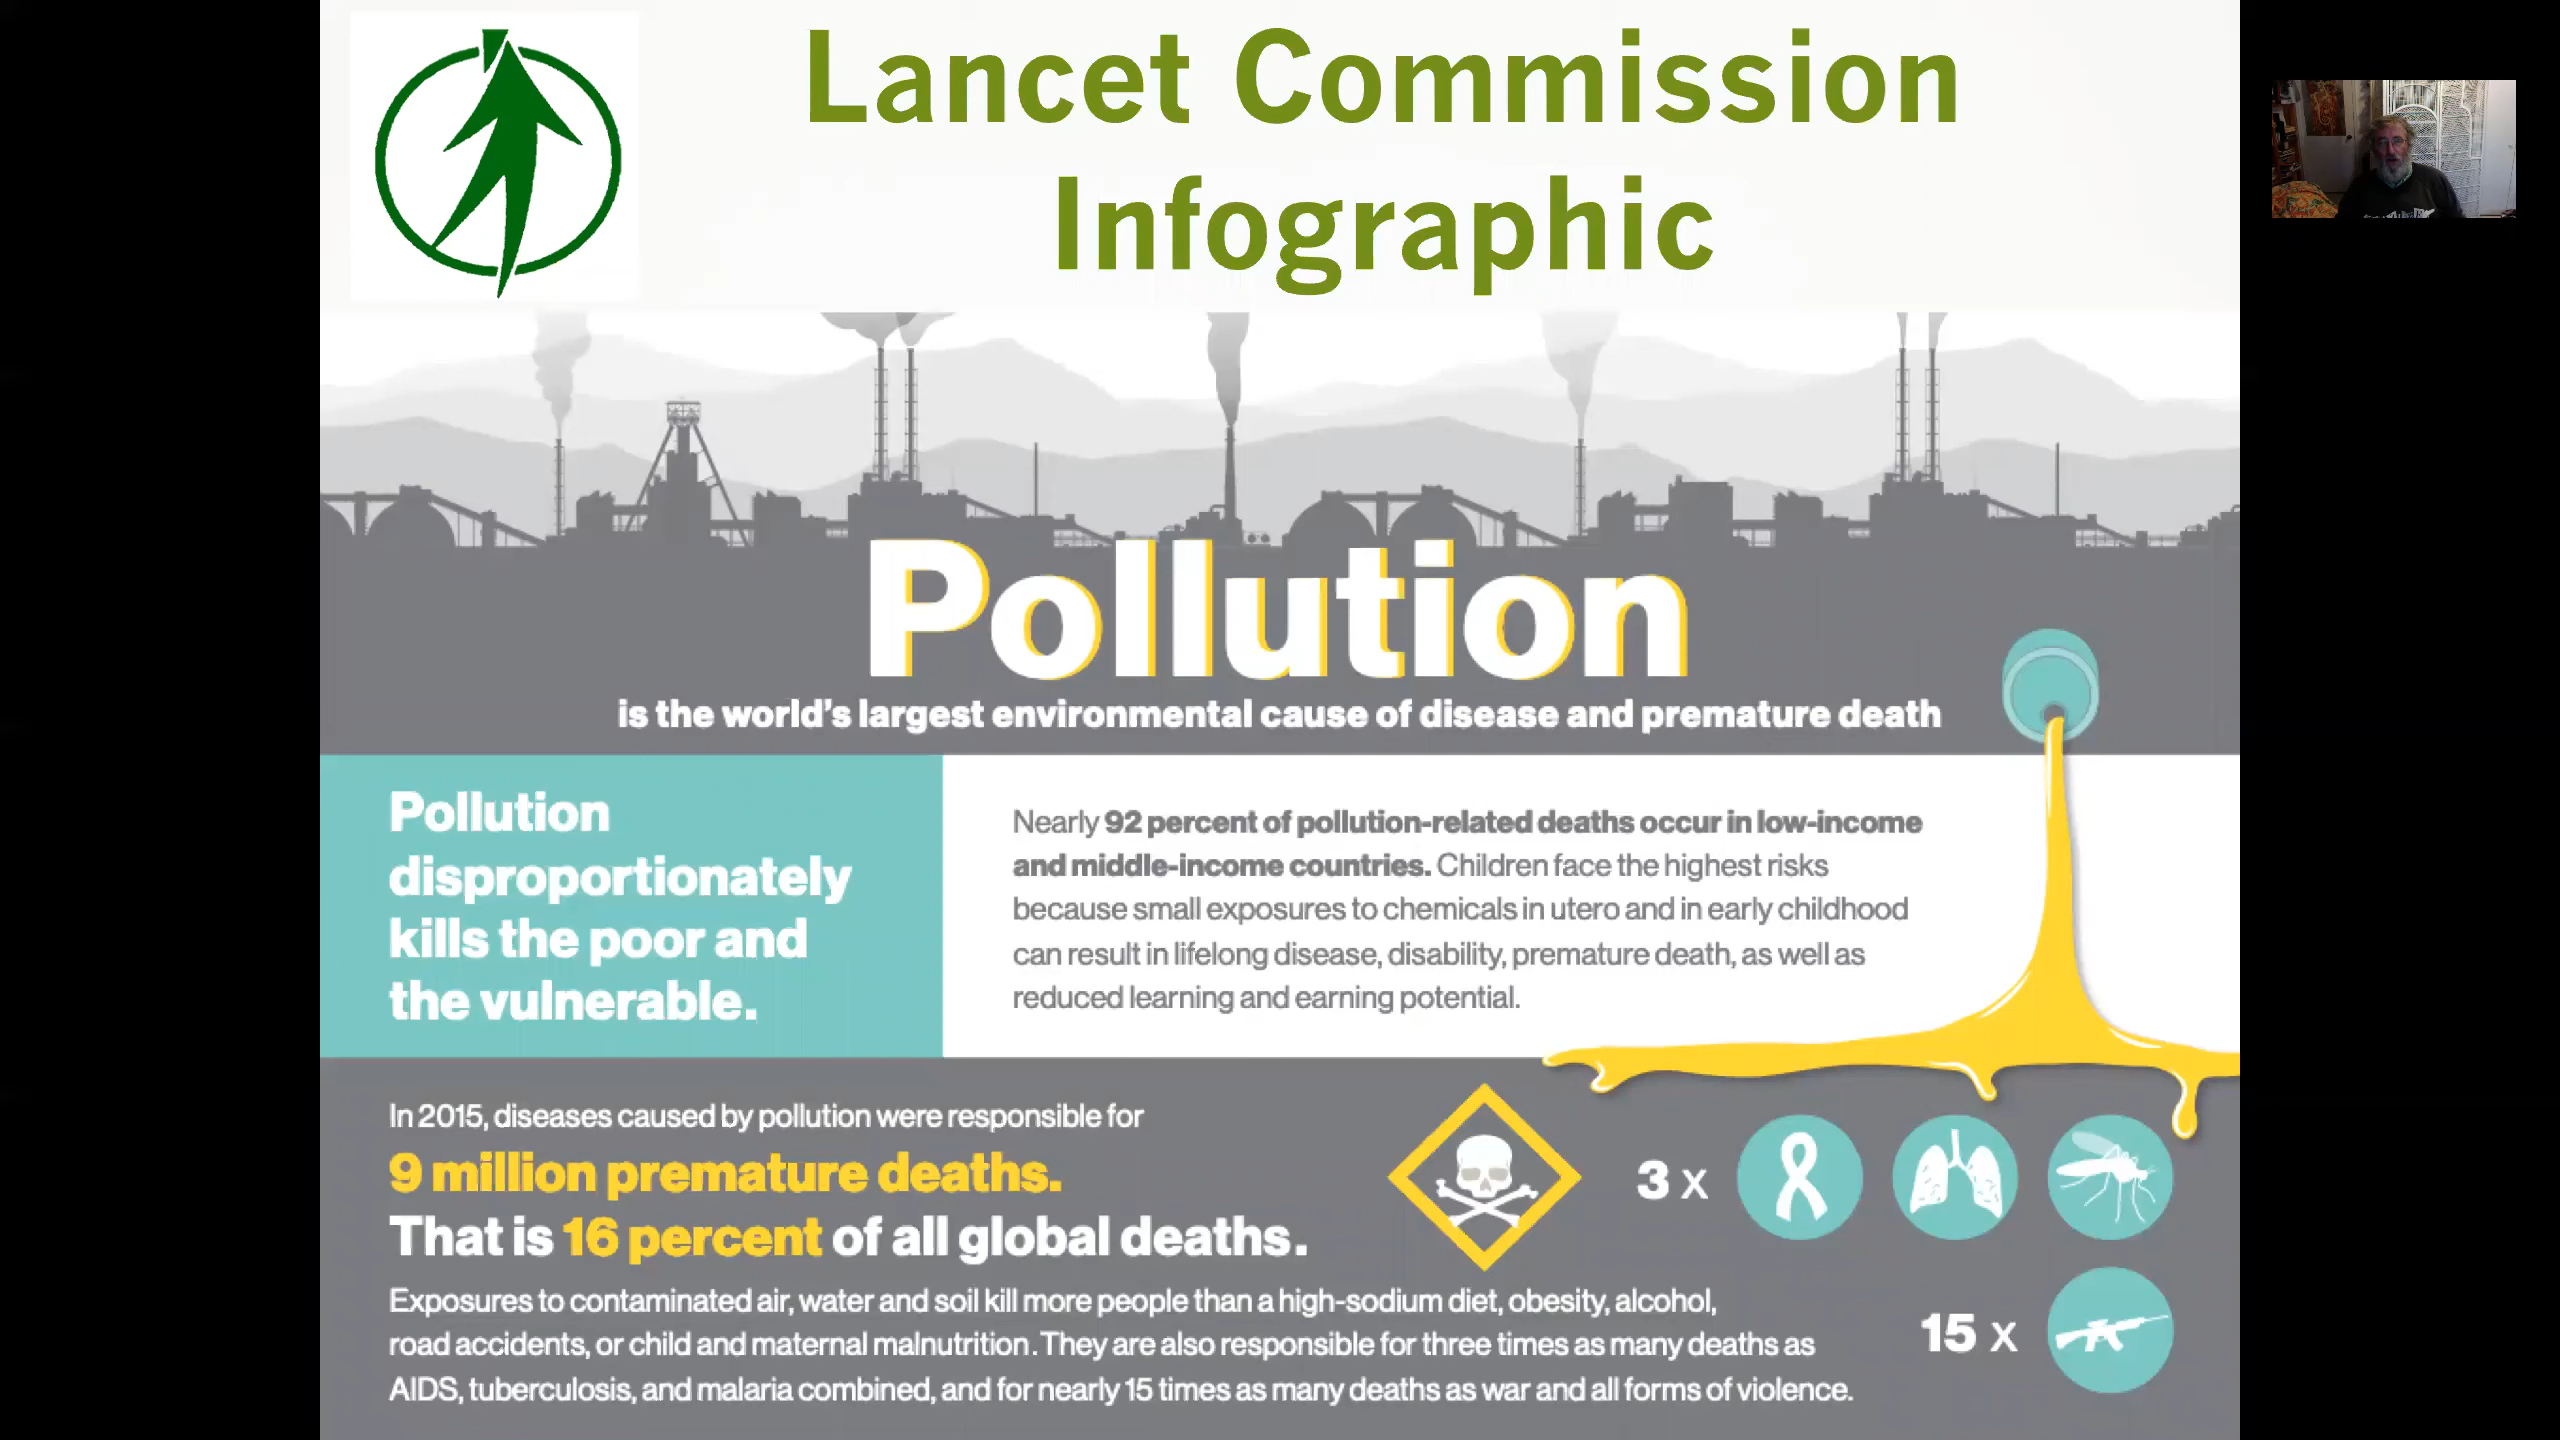 Lancet Commission
Infographic
Pollution
is the world's largest environmental cause of disease and premature death
Pollution
disproportionately
kills the poor and
the vulnerable.
Nearly 92 percent of pollution-related deaths occur in low-income
and middle-income countries. Children face the highest risks
because small exposures to chemicals in utero and in early childhood
can result in lifelong disease, disability, premature death, as well as
reduced learning and earning potential.
In 2015, diseases caused by pollution were responsible for
9 million premature deaths.
That is 16 percent of all global deaths.
Exposures to contaminated air, water and soil kill more people than a high-sodium diet, obesity, alcohol,
road accidents, or child and maternal malnutrition. They are also responsible for three times as many deaths as
AIDS, tuberculosis, and malaria combined, and for nearly 15 times as many deaths as war and all forms of violence.
3 x
15 x